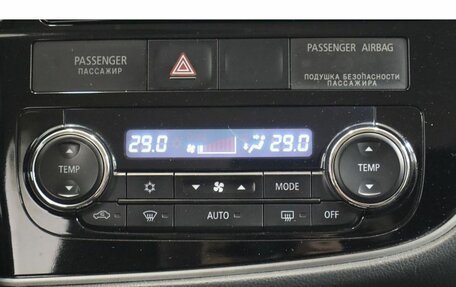 PASSENGER
ПАССАЖИР
PASSENGER AIRBAG
ПОДУШКА БЕЗОПАСНОСТИ
ПАССАЖИРА
29.0 29.0
TEMP
TEMP
MODE
AUTO
OFF